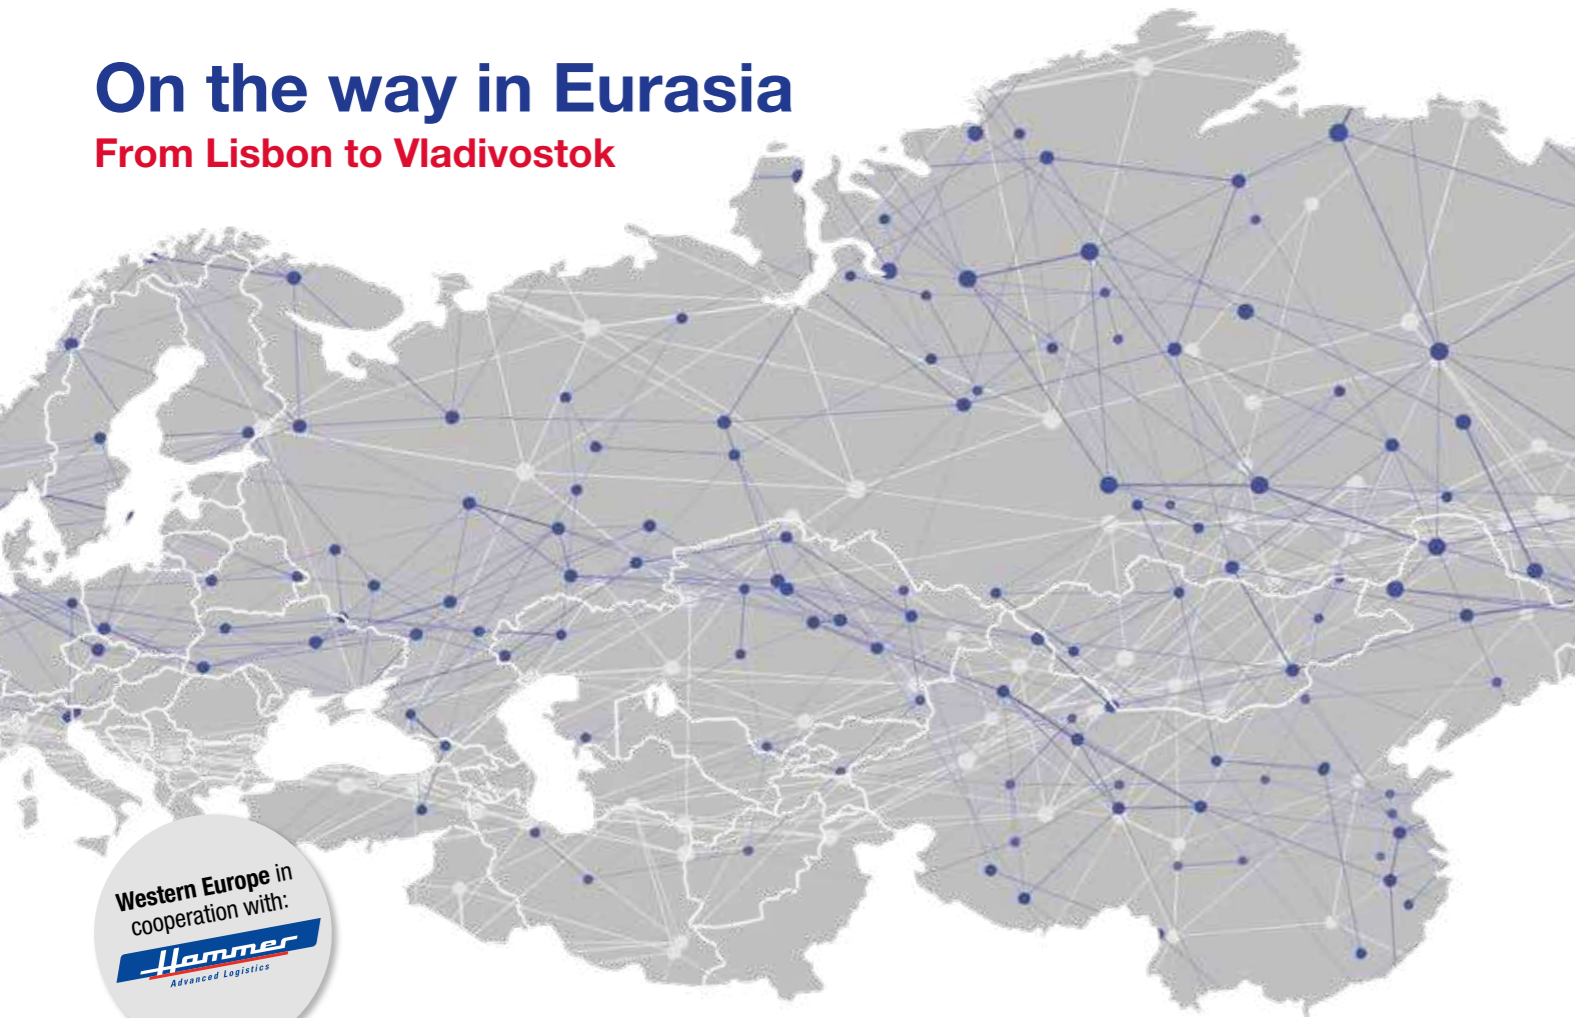 On the way in Eurasia
From Lisbon to Vladivostok
Western Europe in
cooperation with:
Hammer
Advanced Logistics